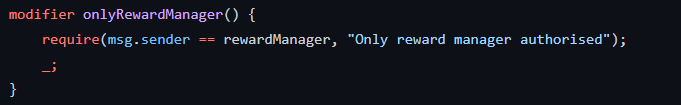 modifier onlyRewardManager() {
    require(msg.sender == rewardManager, "Only reward manager authorised");
    _;
}